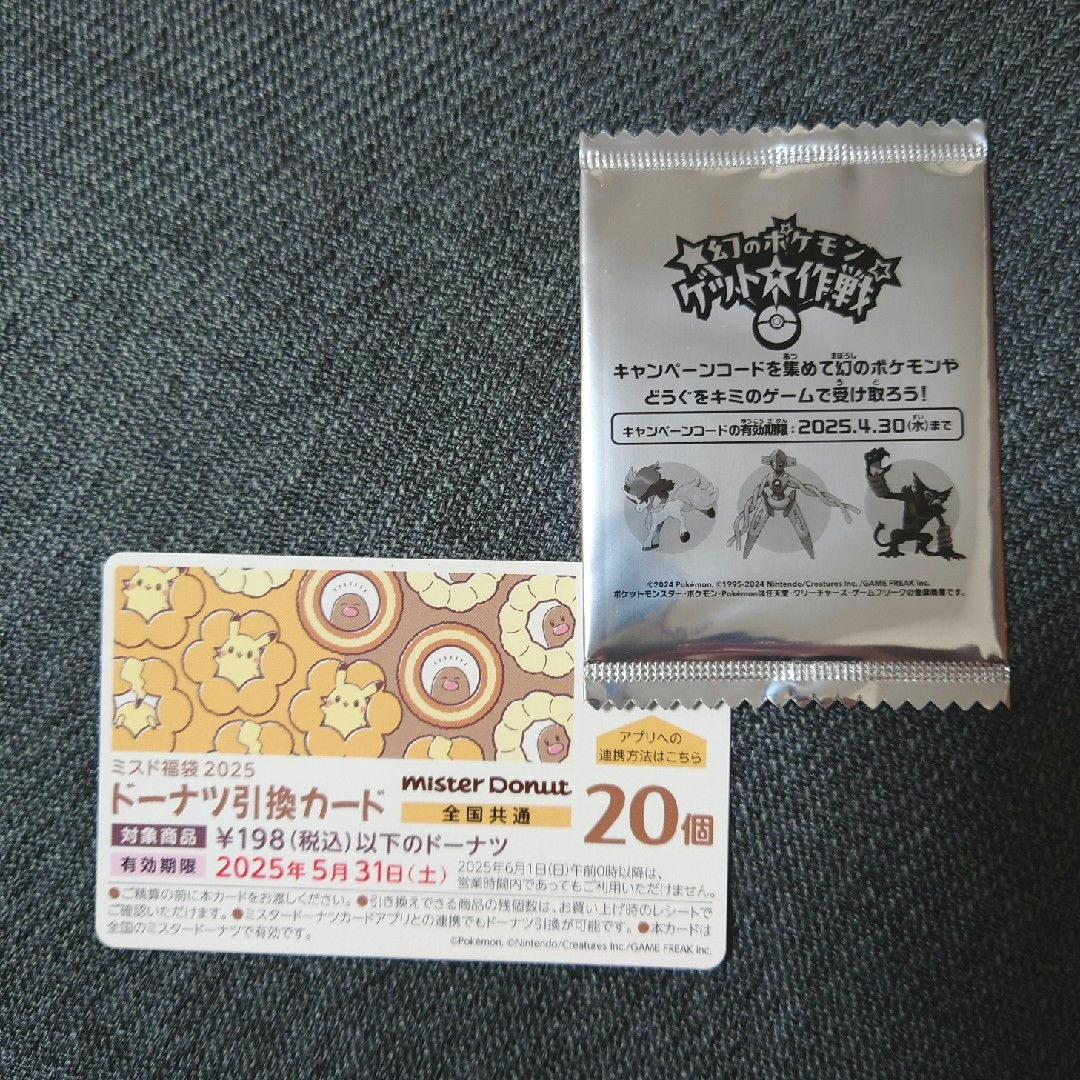 幻のポケモン
ゲット☆作戦
キャンペーンコードを集めて幻のポケモンや
どうぐをキミのゲームで受け取ろう!
キャンペーンコードの有効期限:2025.4.30(水)まで
©2024 Pokémon. ©1995-2024 Nintendo/Creatures Inc./GAME FREAK inc.
ポケットモンスター・ポケモン・Pokémonは任天堂・クリーチャーズ・ゲームフリークの登録商標です。
アプリへの
連携方法はこちら
ミスド福袋2025
ドーナツ引換カード
mister Donut
全国共通
20個
対象商品 ¥198(税込)以下のドーナツ
有効期限 2025年5月31日(土)
2025年6月1日(日)午前0時以降は、
営業時間内であってもご利用いただけません。
●ご精算の前に本カードをお渡しください。●引き換えできる商品の残個数は、お買い上げ時のレシートで
ご確認いただけます。●ミスタードーナツカードアプリとの連携でもドーナツ引換が可能です。●本カードは
全国のミスタードーナツで有効です。
©Pokémon. ©Nintendo/Creatures Inc./GAME FREAK inc.